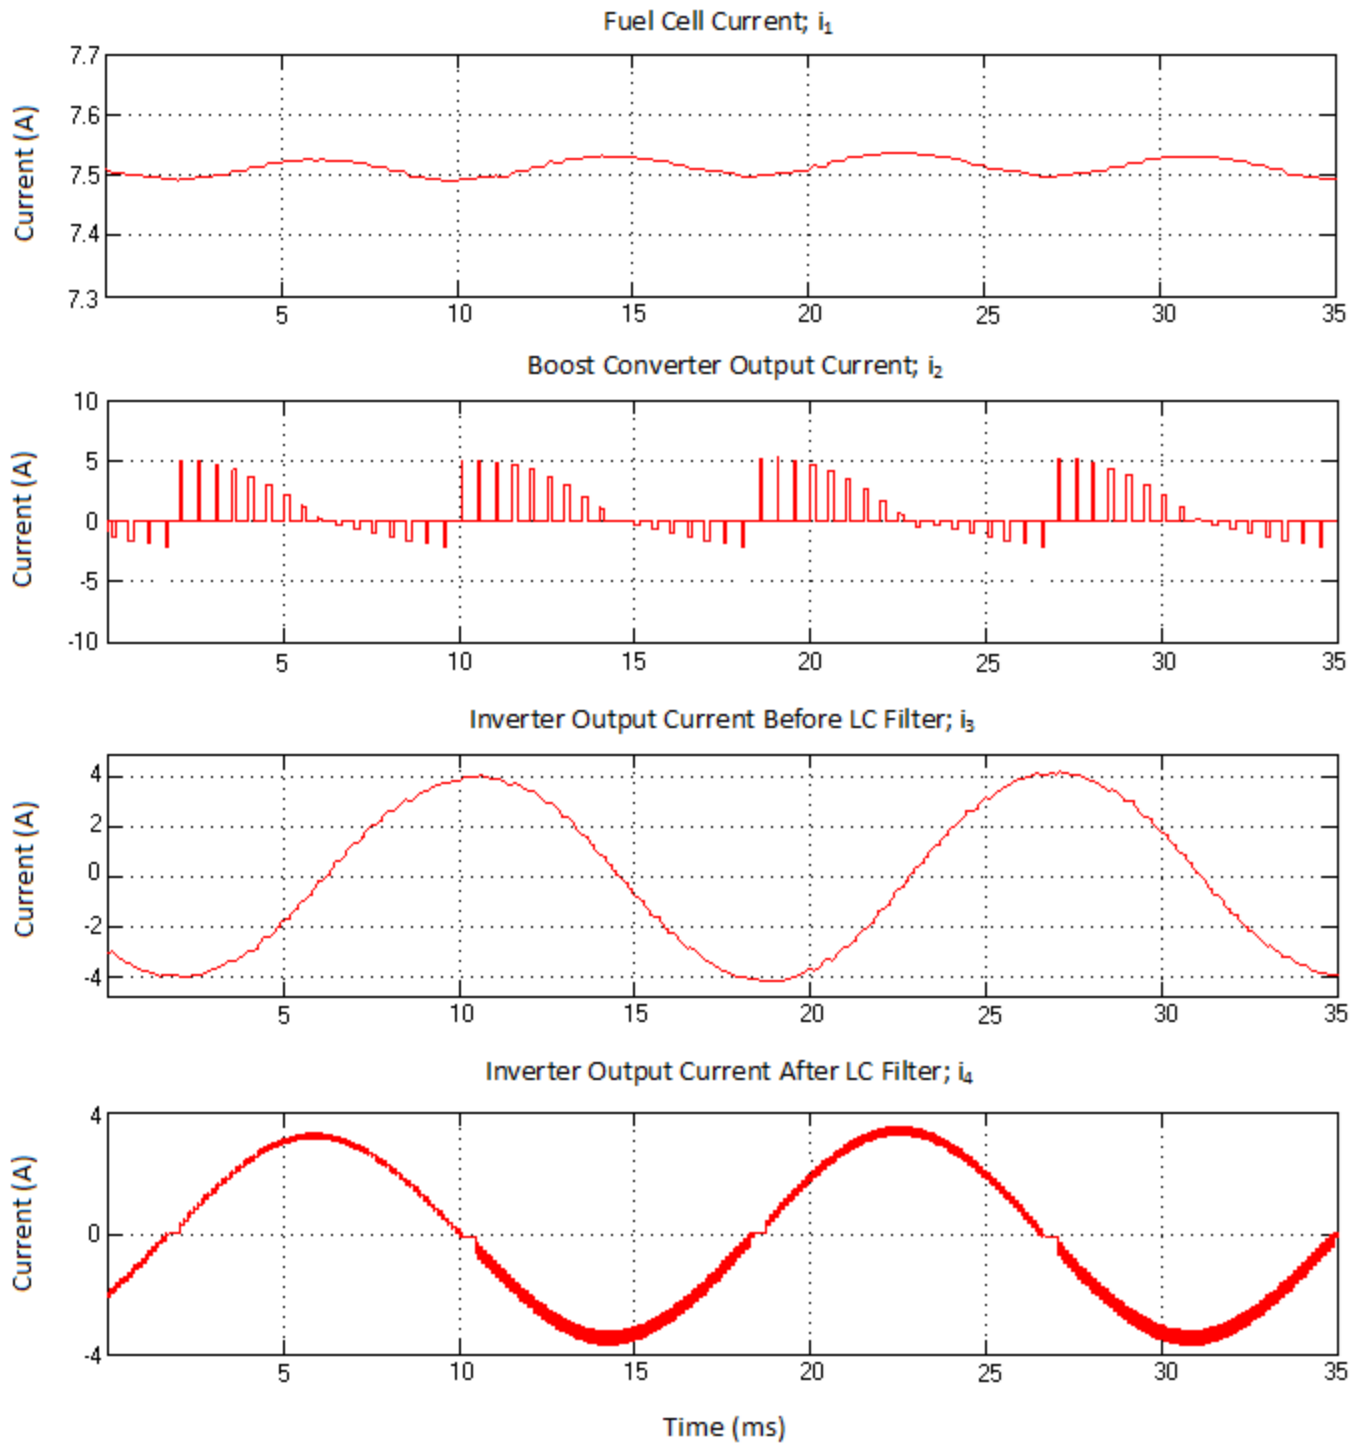 Fuel Cell Current; i₁
Current (A)
7.7
7.6
7.5
7.4
7.3
5 10 15 20 25 30 35
Boost Converter Output Current; i₂
Current (A)
10
5
0
-5
-10
5 10 15 20 25 30 35
Inverter Output Current Before LC Filter; i₃
Current (A)
4
2
0
-2
-4
5 10 15 20 25 30 35
Inverter Output Current After LC Filter; i₄
Current (A)
4
0
-4
5 10 15 20 25 30 35
Time (ms)